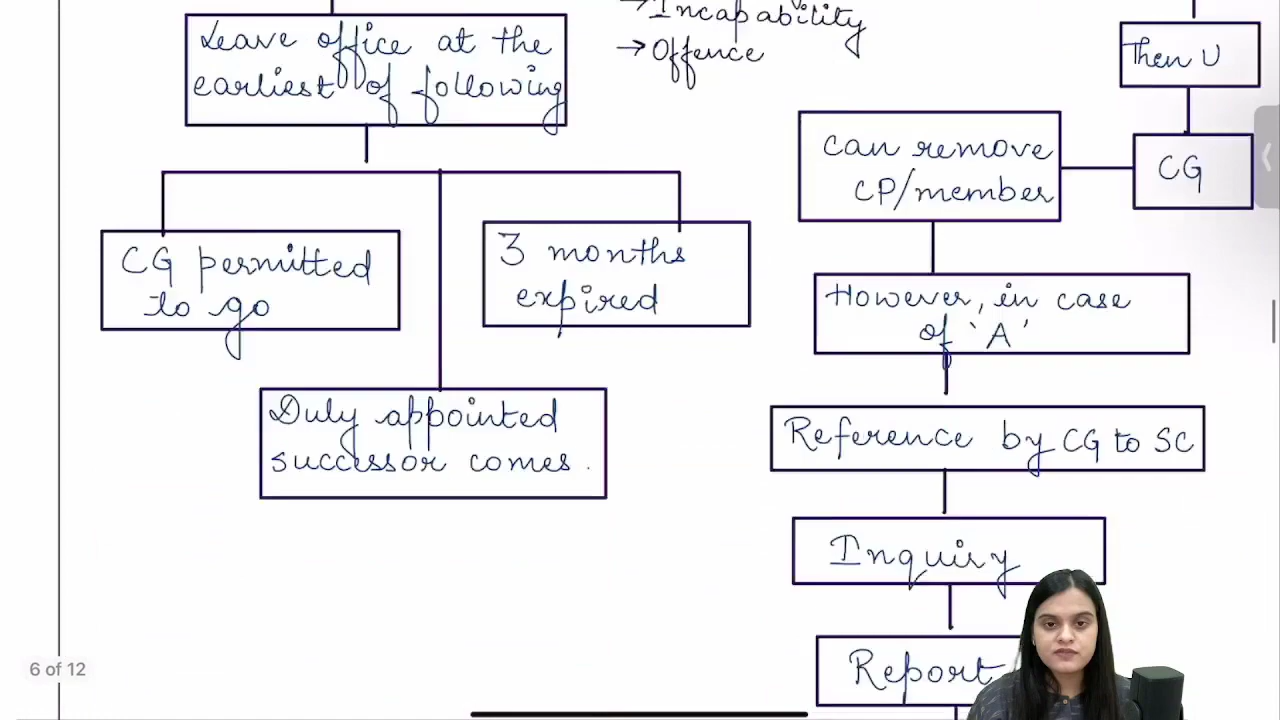 → Incapability
→ Offence
Leave office at the
earliest of following
CG permitted
to go
3 months
expired
Duly appointed
successor comes.
Then U
CG
can remove
CP/member
However, in case
of 'A'
Reference by CG to SC
Inquiry
Report
6 of 12